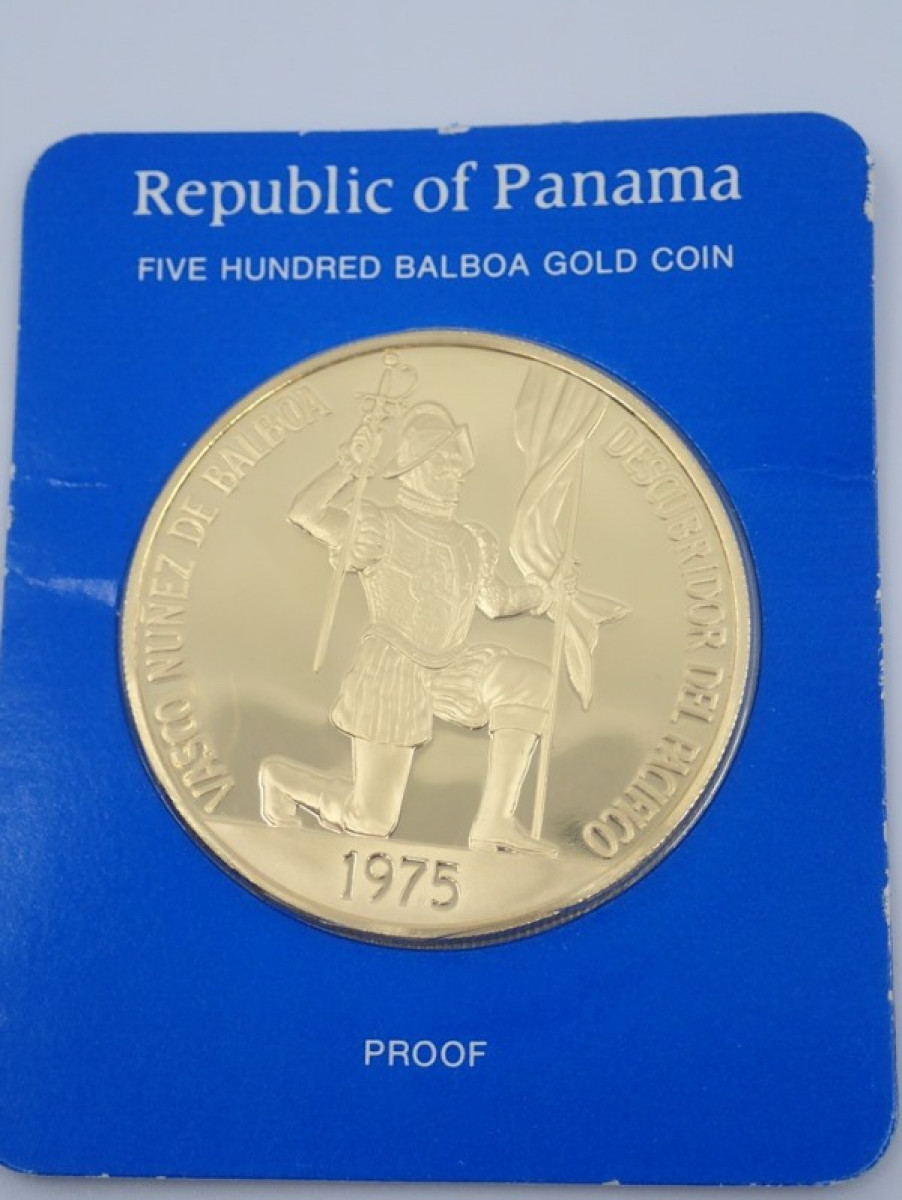 Republic of Panama
FIVE HUNDRED BALBOA GOLD COIN
VASCO NUÑEZ DE BALBOA
DESCUBRIDOR DEL PACIFICO
1975
PROOF